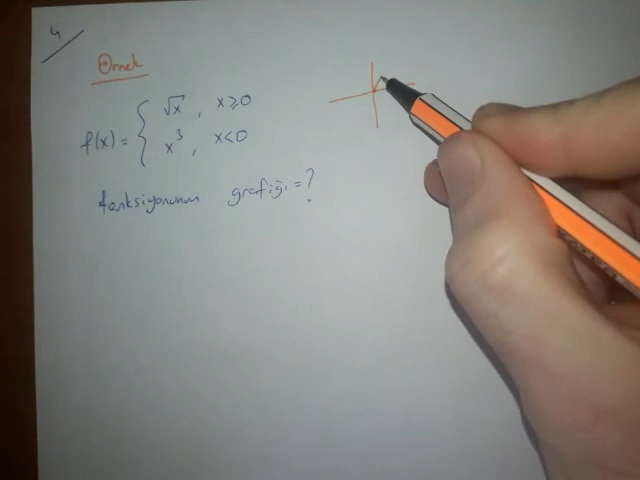 4
Örnek
f(x) = { √x , x≥0
x³ , x<0
fonksiyonunun grafiği=?